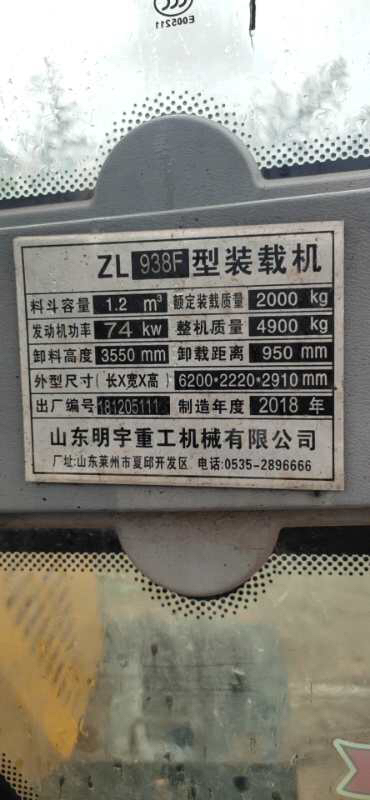 E005211
ZL 938F 型装载机
料斗容量 1.2 m³ 额定装载质量 2000 kg
发动机功率 74 kw 整机质量 4900 kg
卸料高度 3550 mm 卸载距离 950 mm
外型尺寸(长X宽X高) 6200*2220*2910 mm
出厂编号 181205111 制造年度 2018 年
山东明宇重工机械有限公司
厂址:山东莱州市夏邱开发区 电话:0535-2896666